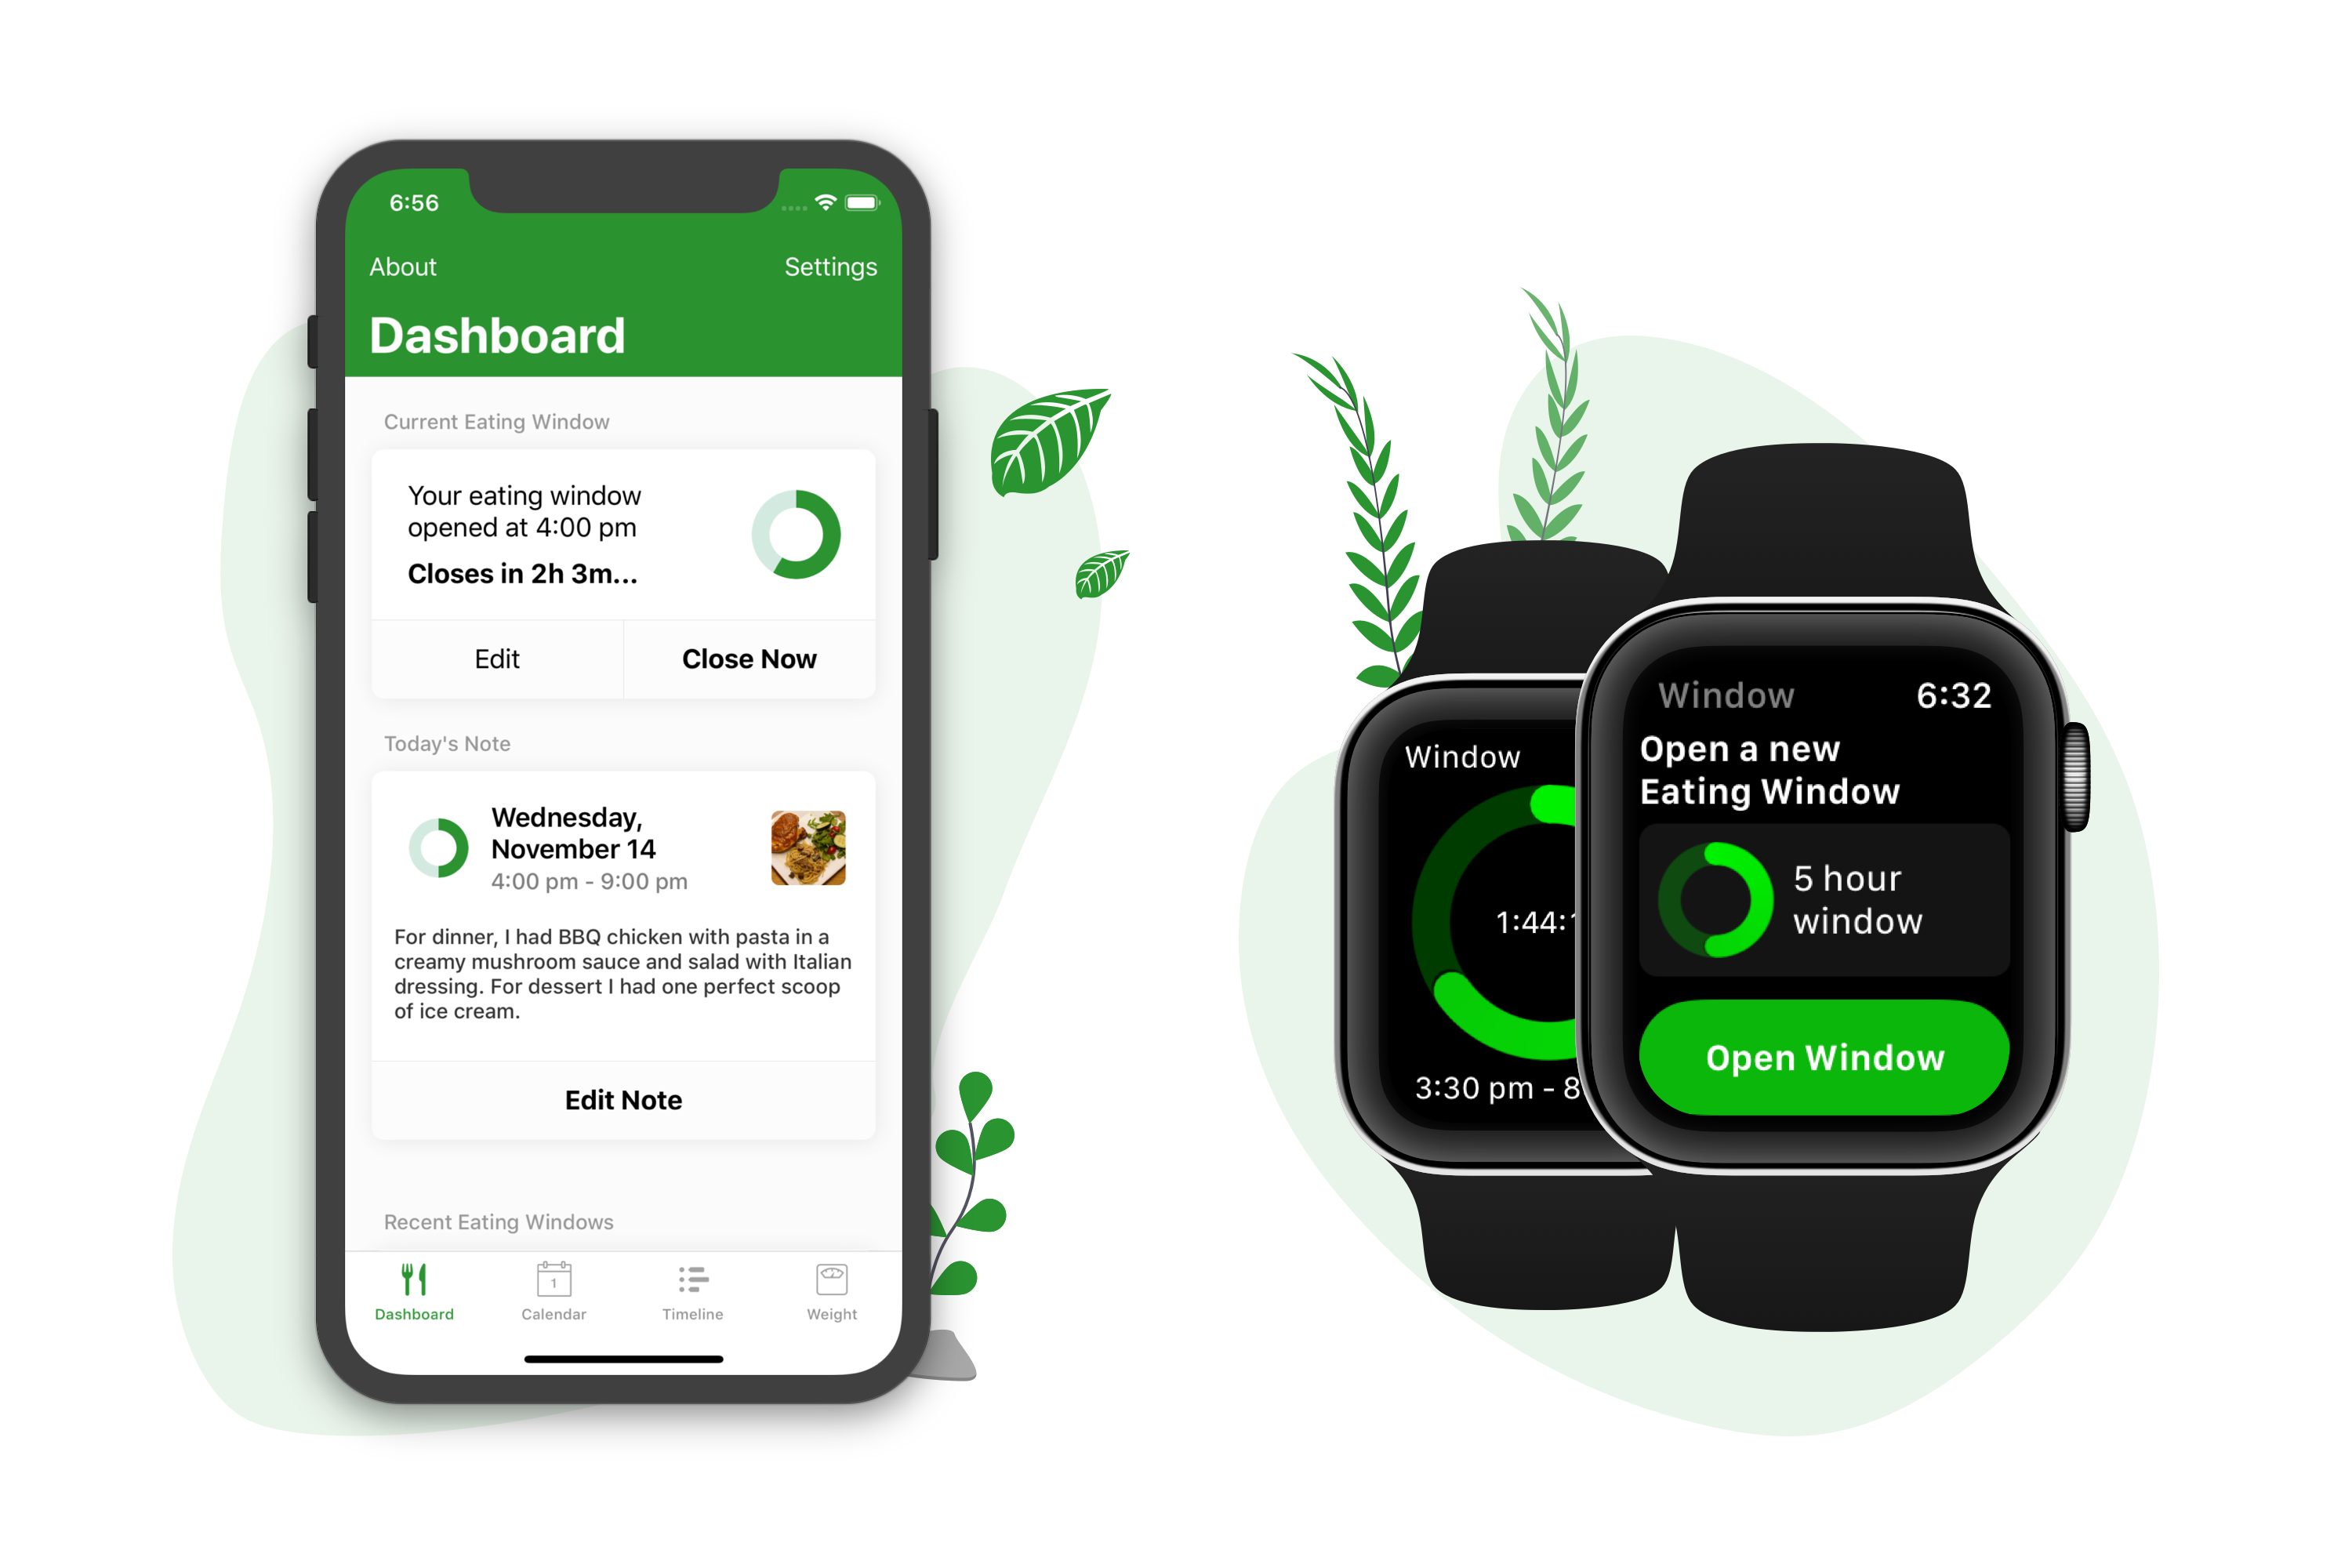 6:56
About
Settings
Dashboard
Current Eating Window
Your eating window
opened at 4:00 pm
Closes in 2h 3m...
Edit
Close Now
Today's Note
Wednesday,
November 14
4:00 pm - 9:00 pm
For dinner, I had BBQ chicken with pasta in a
creamy mushroom sauce and salad with Italian
dressing. For dessert I had one perfect scoop
of ice cream.
Edit Note
Recent Eating Windows
1
Dashboard
Calendar
Timeline
Weight
Window
1:44:
3:30 pm - 8
Window
6:32
Open a new
Eating Window
5 hour
window
Open Window